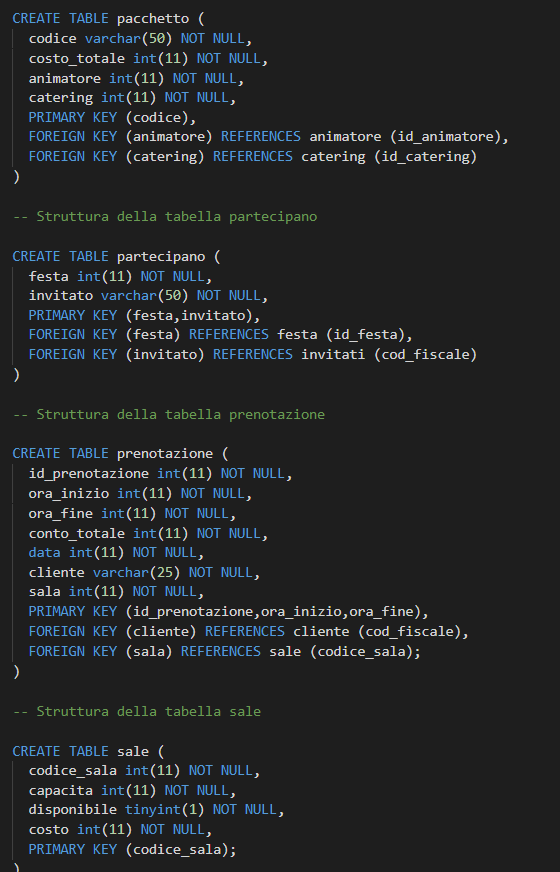 CREATE TABLE pacchetto (
codice varchar(50) NOT NULL,
costo_totale int(11) NOT NULL,
animatore int(11) NOT NULL,
catering int(11) NOT NULL,
PRIMARY KEY (codice),
FOREIGN KEY (animatore) REFERENCES animatore (id_animatore),
FOREIGN KEY (catering) REFERENCES catering (id_catering)
)
-- Struttura della tabella partecipano
CREATE TABLE partecipano (
festa int(11) NOT NULL,
invitato varchar(50) NOT NULL,
PRIMARY KEY (festa,invitato),
FOREIGN KEY (festa) REFERENCES festa (id_festa),
FOREIGN KEY (invitato) REFERENCES invitati (cod_fiscale)
)
-- Struttura della tabella prenotazione
CREATE TABLE prenotazione (
id_prenotazione int(11) NOT NULL,
ora_inizio int(11) NOT NULL,
ora_fine int(11) NOT NULL,
conto_totale int(11) NOT NULL,
data int(11) NOT NULL,
cliente varchar(25) NOT NULL,
sala int(11) NOT NULL,
PRIMARY KEY (id_prenotazione,ora_inizio,ora_fine),
FOREIGN KEY (cliente) REFERENCES cliente (cod_fiscale),
FOREIGN KEY (sala) REFERENCES sale (codice_sala);
)
-- Struttura della tabella sale
CREATE TABLE sale (
codice_sala int(11) NOT NULL,
capacita int(11) NOT NULL,
disponibile tinyint(1) NOT NULL,
costo int(11) NOT NULL,
PRIMARY KEY (codice_sala);
)